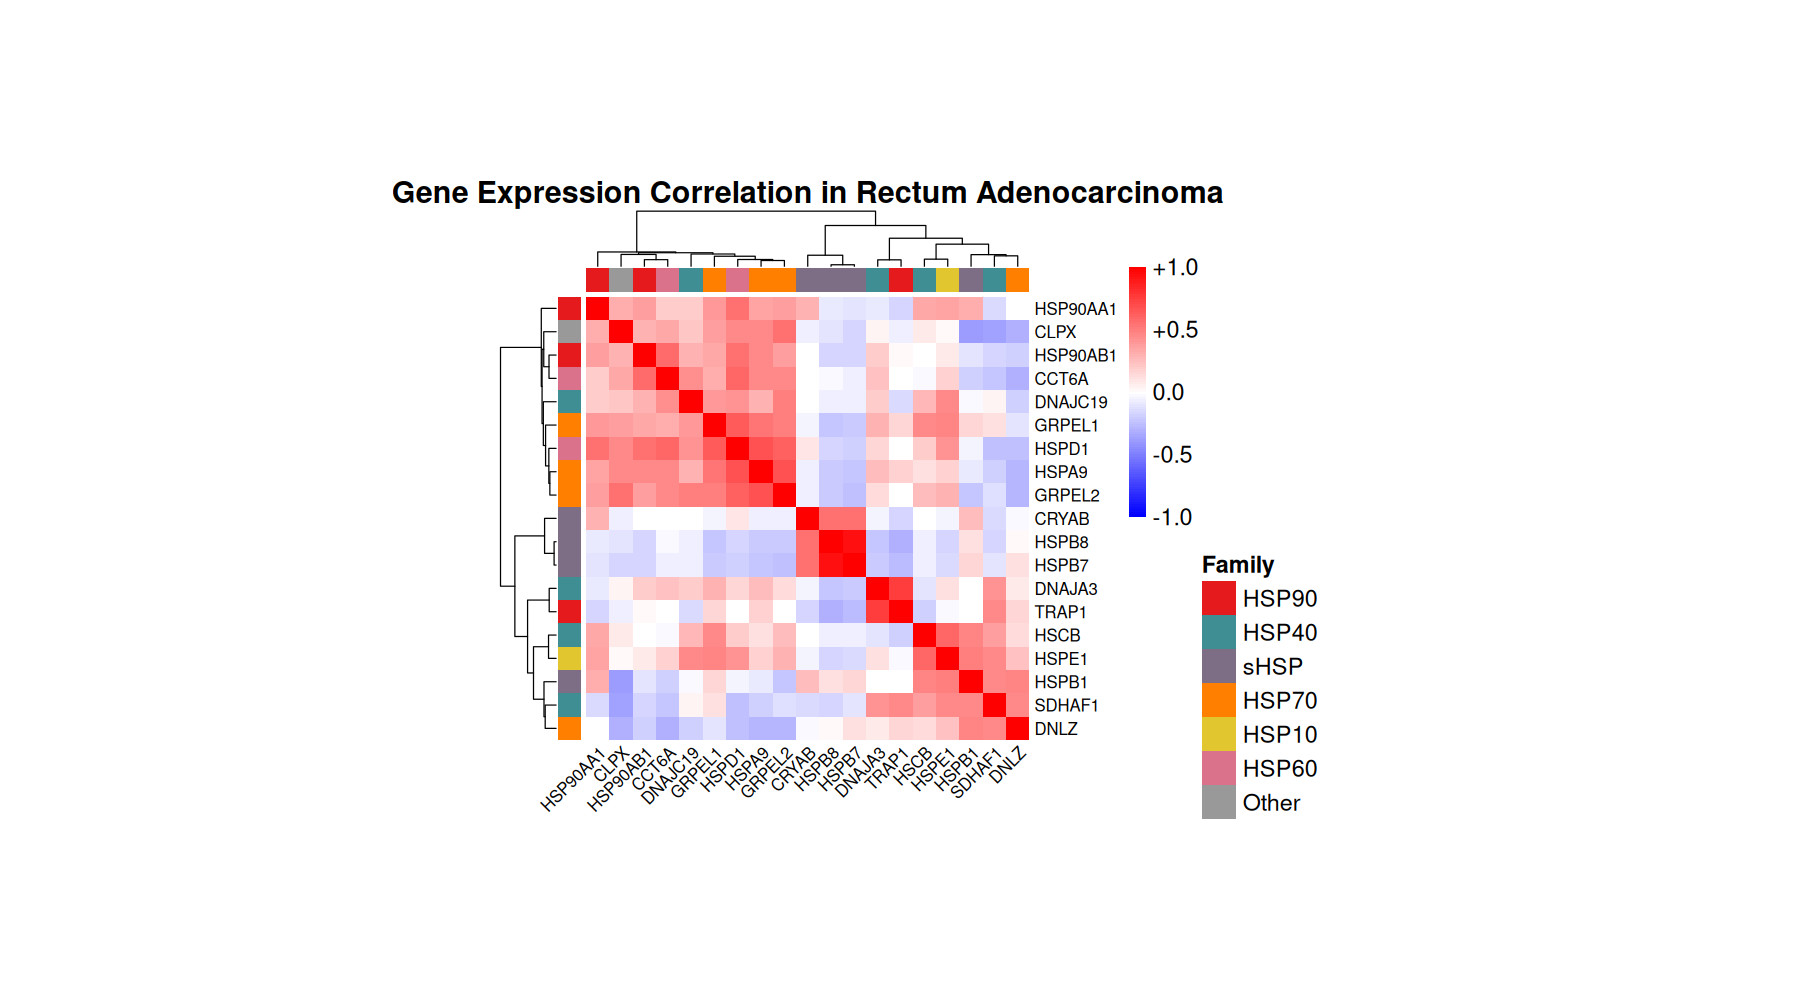 Gene Expression Correlation in Rectum Adenocarcinoma
+1.0
+0.5
0.0
-0.5
-1.0
HSP90AA1
CLPX
HSP90AB1
CCT6A
DNAJC19
GRPEL1
HSPD1
HSPA9
GRPEL2
CRYAB
HSPB8
HSPB7
DNAJA3
TRAP1
HSCB
HSPE1
HSPB1
SDHAF1
DNLZ
HSP90AA1
CLPX
HSP90AB1
CCT6A
DNAJC19
GRPEL1
HSPD1
HSPA9
GRPEL2
CRYAB
HSPB8
HSPB7
DNAJA3
TRAP1
HSCB
HSPE1
HSPB1
SDHAF1
DNLZ
Family
HSP90
HSP40
sHSP
HSP70
HSP10
HSP60
Other